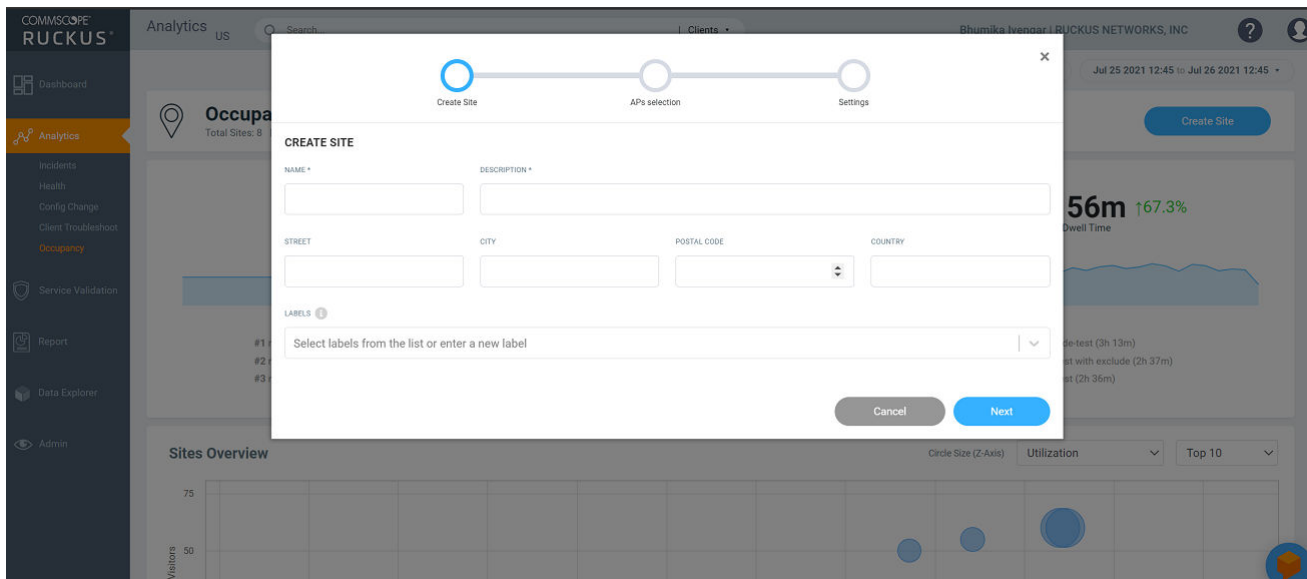 COMMSCOPE
RUCKUS
Analytics US
Search...
Clients
Bhumika Iyengar | RUCKUS NETWORKS, INC
?
Jul 25 2021 12:45 to Jul 26 2021 12:45
Dashboard
Analytics
Incidents
Health
Config Change
Client Troubleshoot
Occupancy
Service Validation
Report
Data Explorer
Admin
Occupa
Total Sites: 8
Create Site
×
Create Site
APs selection
Settings
CREATE SITE
NAME *
DESCRIPTION *
STREET
CITY
POSTAL CODE
COUNTRY
LABELS i
Select labels from the list or enter a new label
Cancel
Next
56m ↑67.3%
Dwell Time
#1
#2
#3
de-test (3h 13m)
st with exclude (2h 37m)
st (2h 36m)
Sites Overview
Circle Size (Z-Axis)
Utilization
Top 10
75
50
Visitors